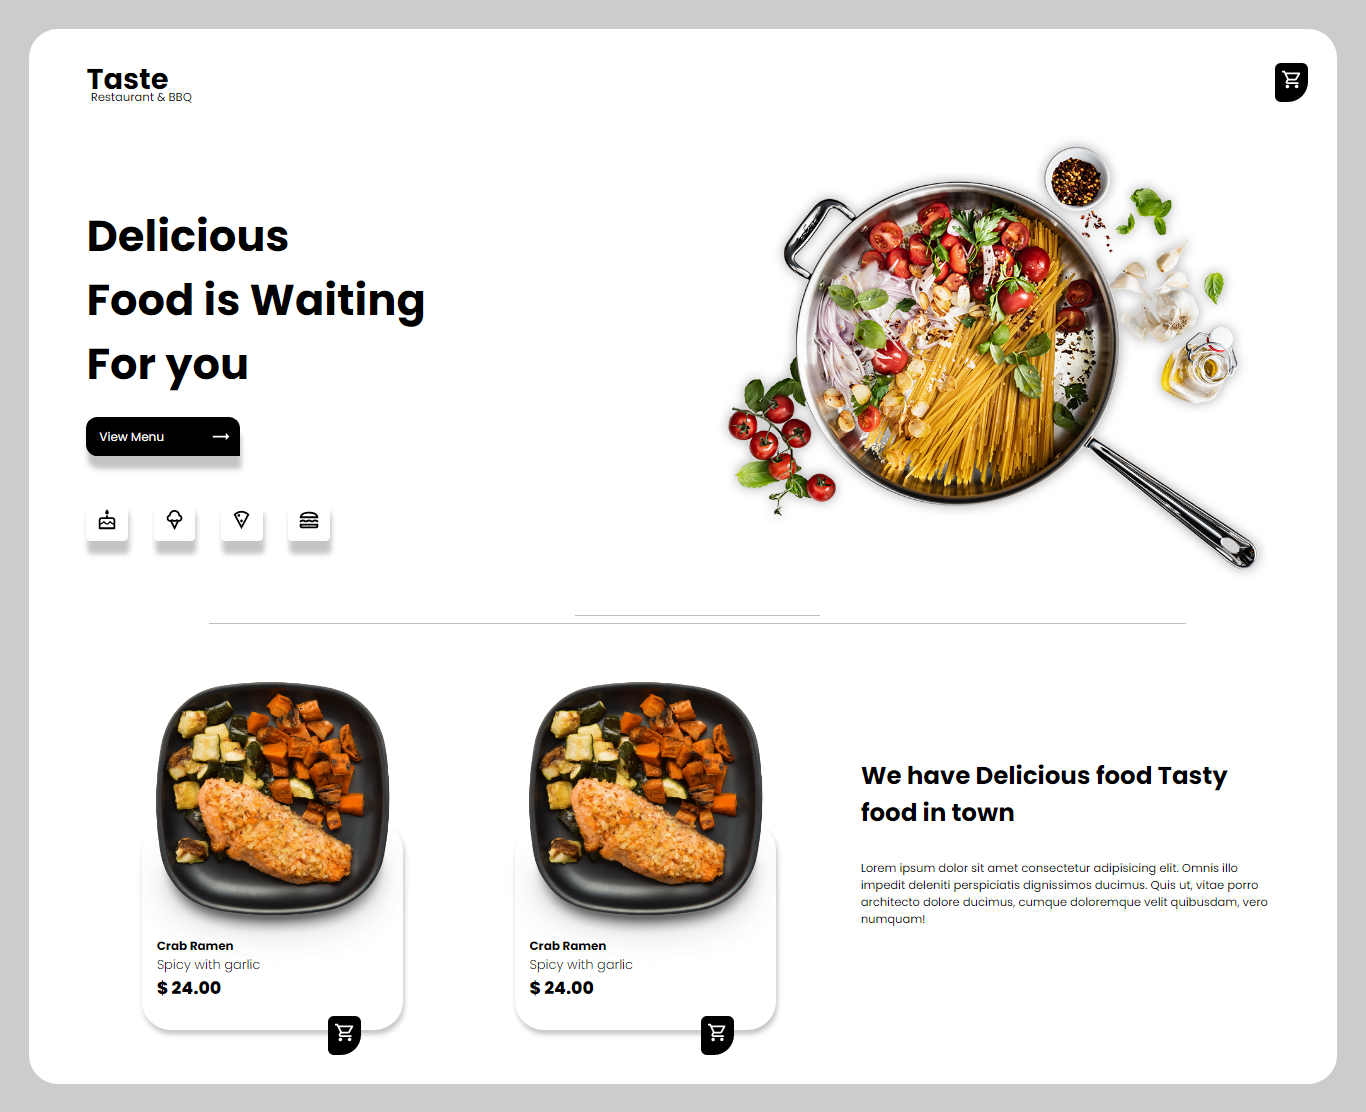 Taste
Restaurant & BBQ
Delicious
Food is Waiting
For you
View Menu
Crab Ramen
Spicy with garlic
$ 24.00
Crab Ramen
Spicy with garlic
$ 24.00
We have Delicious food Tasty
food in town
Lorem ipsum dolor sit amet consectetur adipisicing elit. Omnis illo
impedit deleniti perspiciatis dignissimos ducimus. Quis ut, vitae porro
architecto dolore ducimus, cumque doloremque velit quibusdam, vero
numquam!